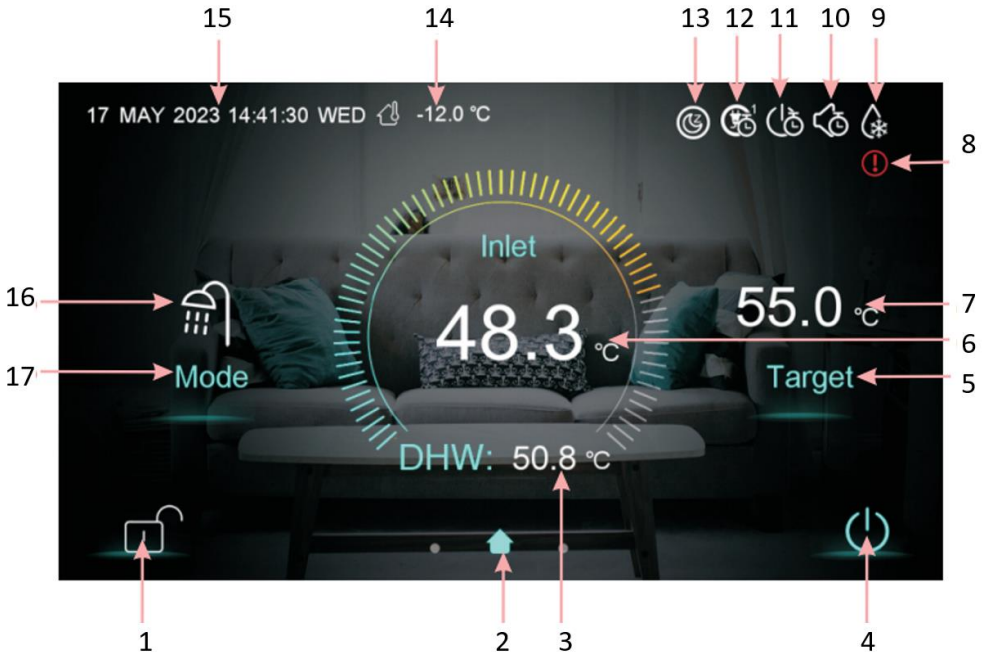 15 14 13 12 11 10 9
17 MAY 2023 14:41:30 WED -12.0 ℃
1
8
Inlet
16 48.3 ℃ 55.0 ℃ 7
6
17 Mode Target 5
DHW: 50.8 ℃
1 2 3 4